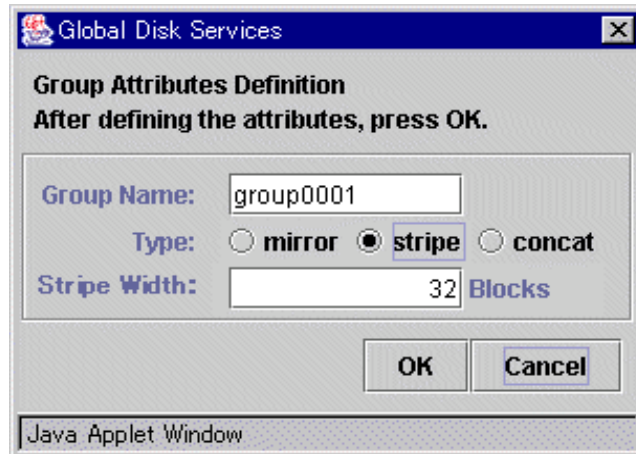 Global Disk Services
Group Attributes Definition
After defining the attributes, press OK.
Group Name: group0001
Type: mirror stripe concat
Stripe Width: 32 Blocks
OK Cancel
Java Applet Window